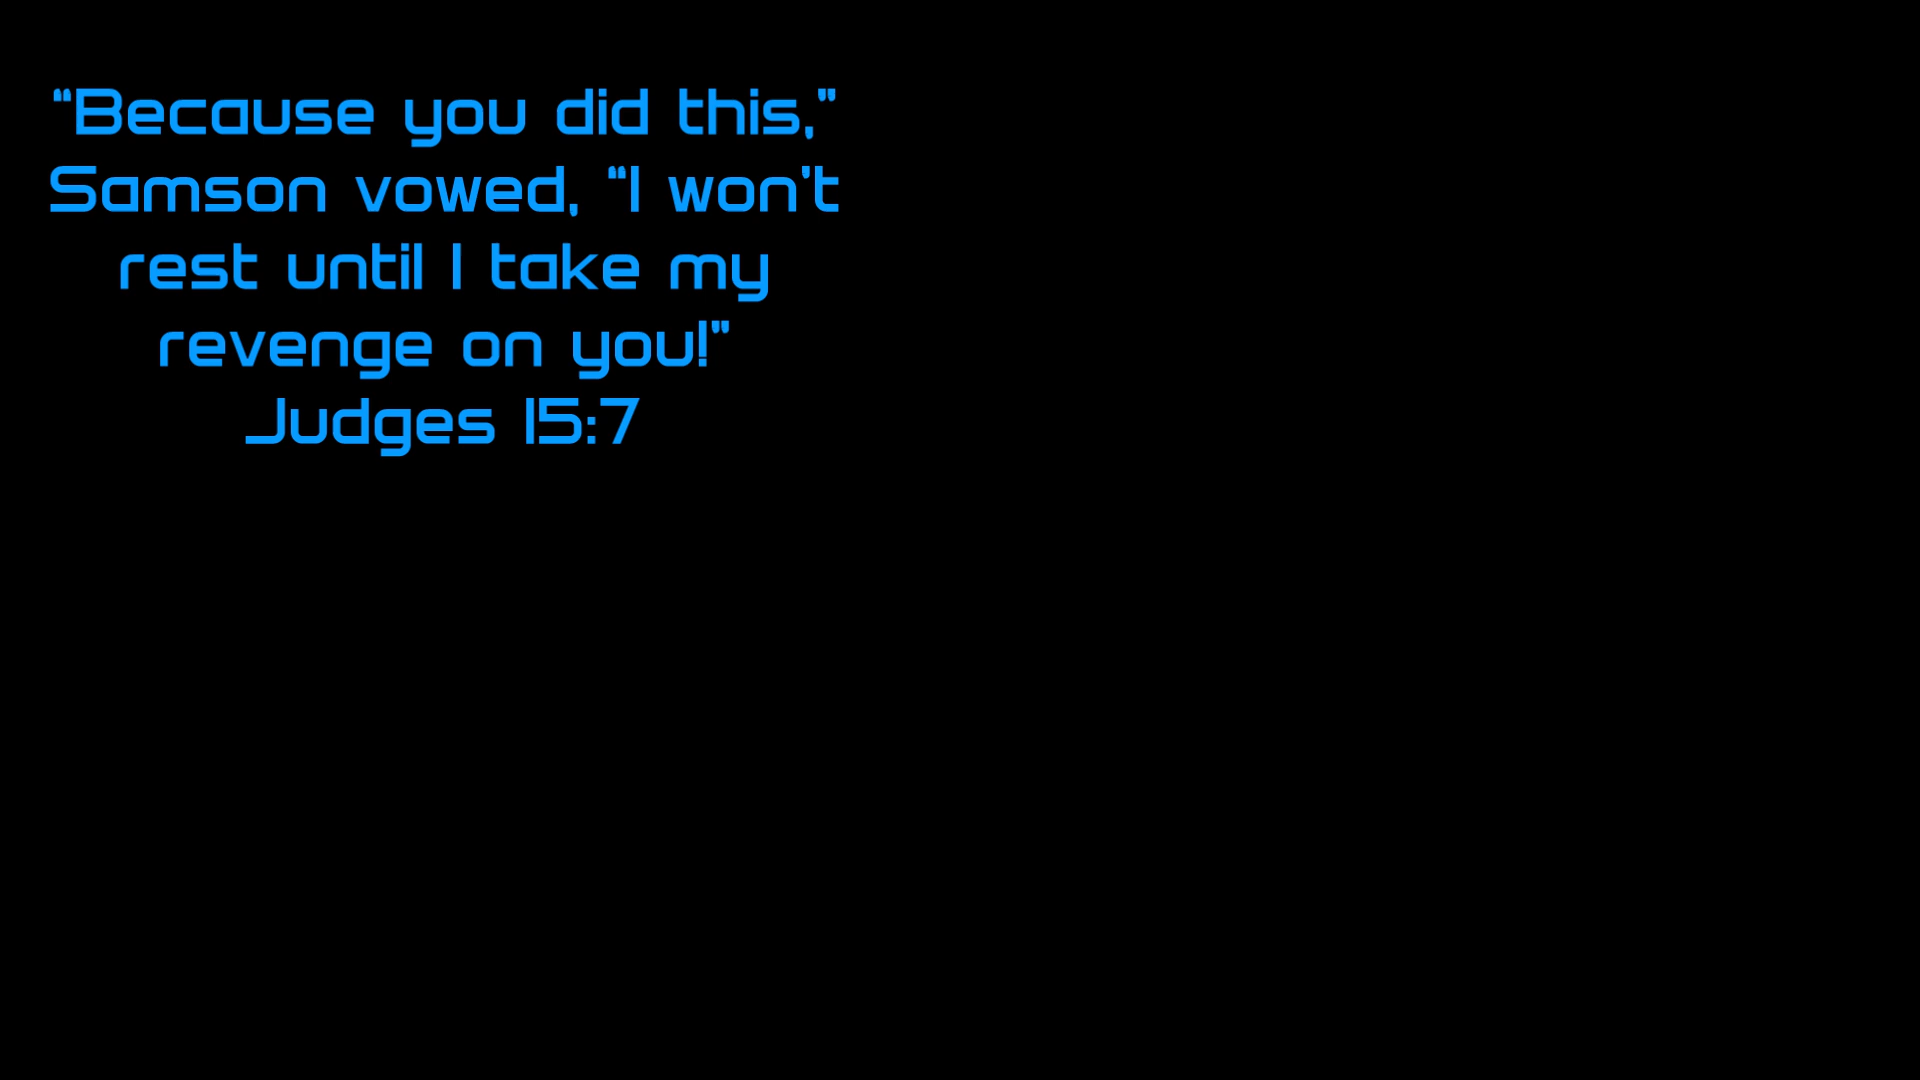 “Because you did this,”
Samson vowed, “I won't
rest until I take my
revenge on you!”
Judges 15:7